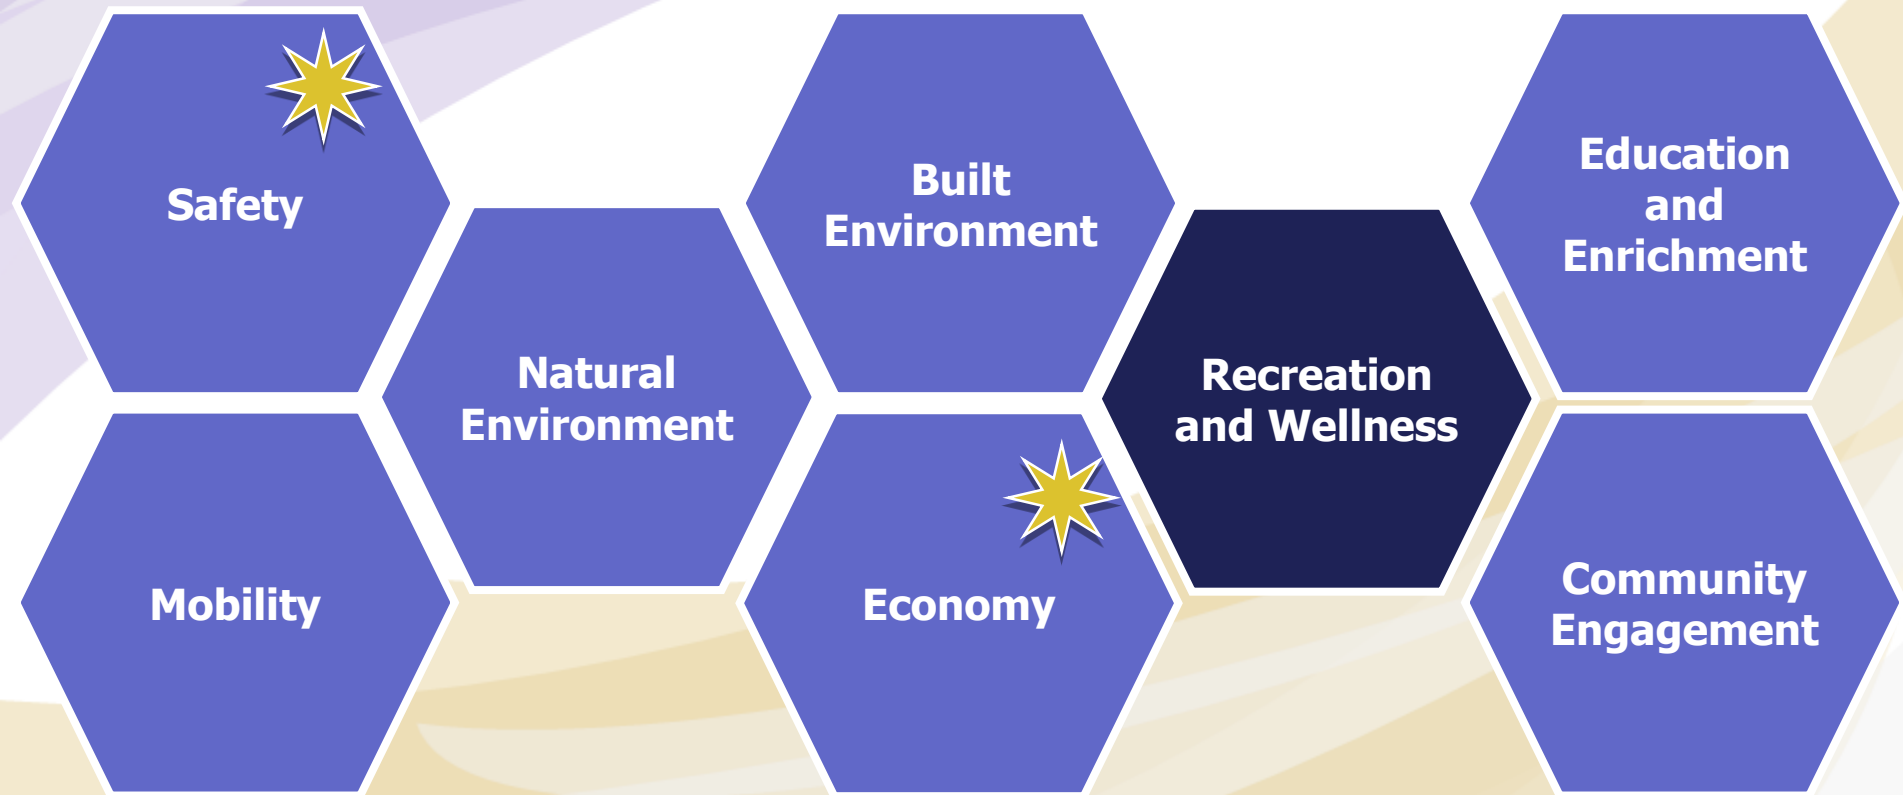 Safety
Mobility
Natural
Environment
Built
Environment
Economy
Recreation
and Wellness
Education
and
Enrichment
Community
Engagement